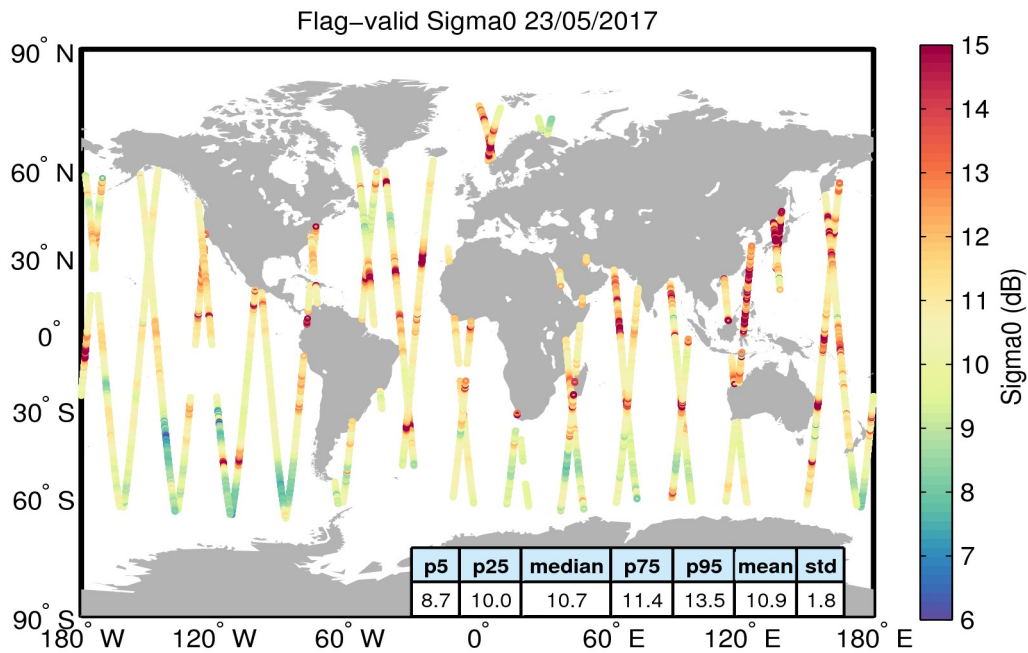 Flag−valid Sigma0 23/05/2017
90° N
60° N
30° N
0°
30° S
60° S
90° S
180° W
120° W
60° W
0°
60° E
120° E
180° E
p5 p25 median p75 p95 mean std
8.7 10.0 10.7 11.4 13.5 10.9 1.8
15
14
13
12
11
10
9
8
7
6
Sigma0 (dB)